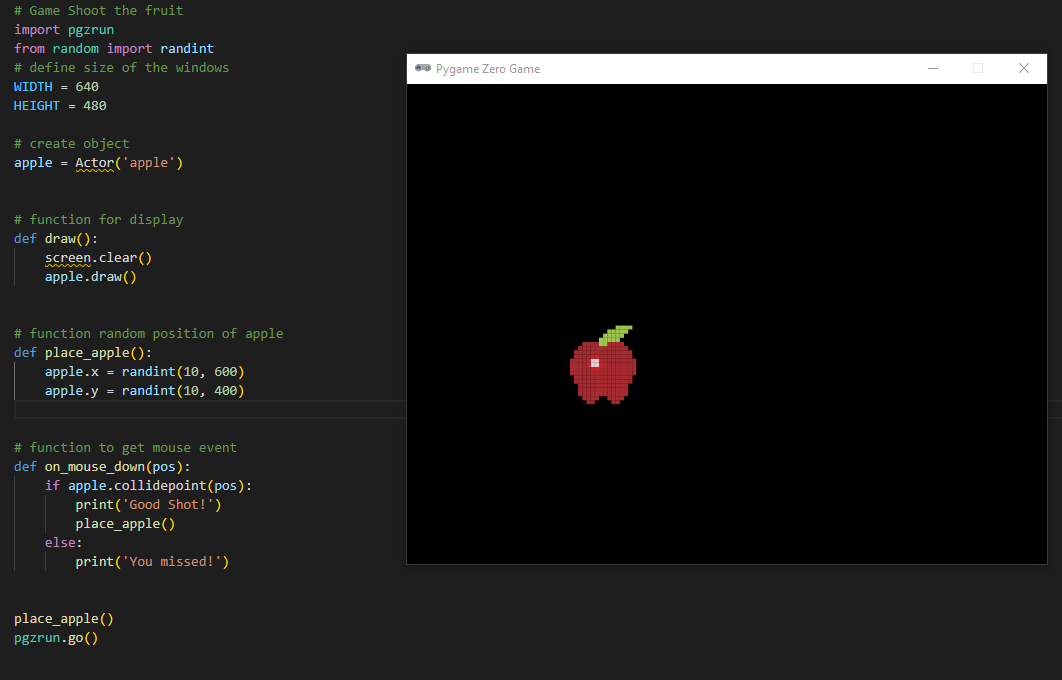 # Game Shoot the fruit
import pgzrun
from random import randint
# define size of the windows
WIDTH = 640
HEIGHT = 480
# create object
apple = Actor('apple')
# function for display
def draw():
    screen.clear()
    apple.draw()
# function random position of apple
def place_apple():
    apple.x = randint(10, 600)
    apple.y = randint(10, 400)
# function to get mouse event
def on_mouse_down(pos):
    if apple.collidepoint(pos):
        print('Good Shot!')
        place_apple()
    else:
        print('You missed!')
place_apple()
pgzrun.go()
Pygame Zero Game